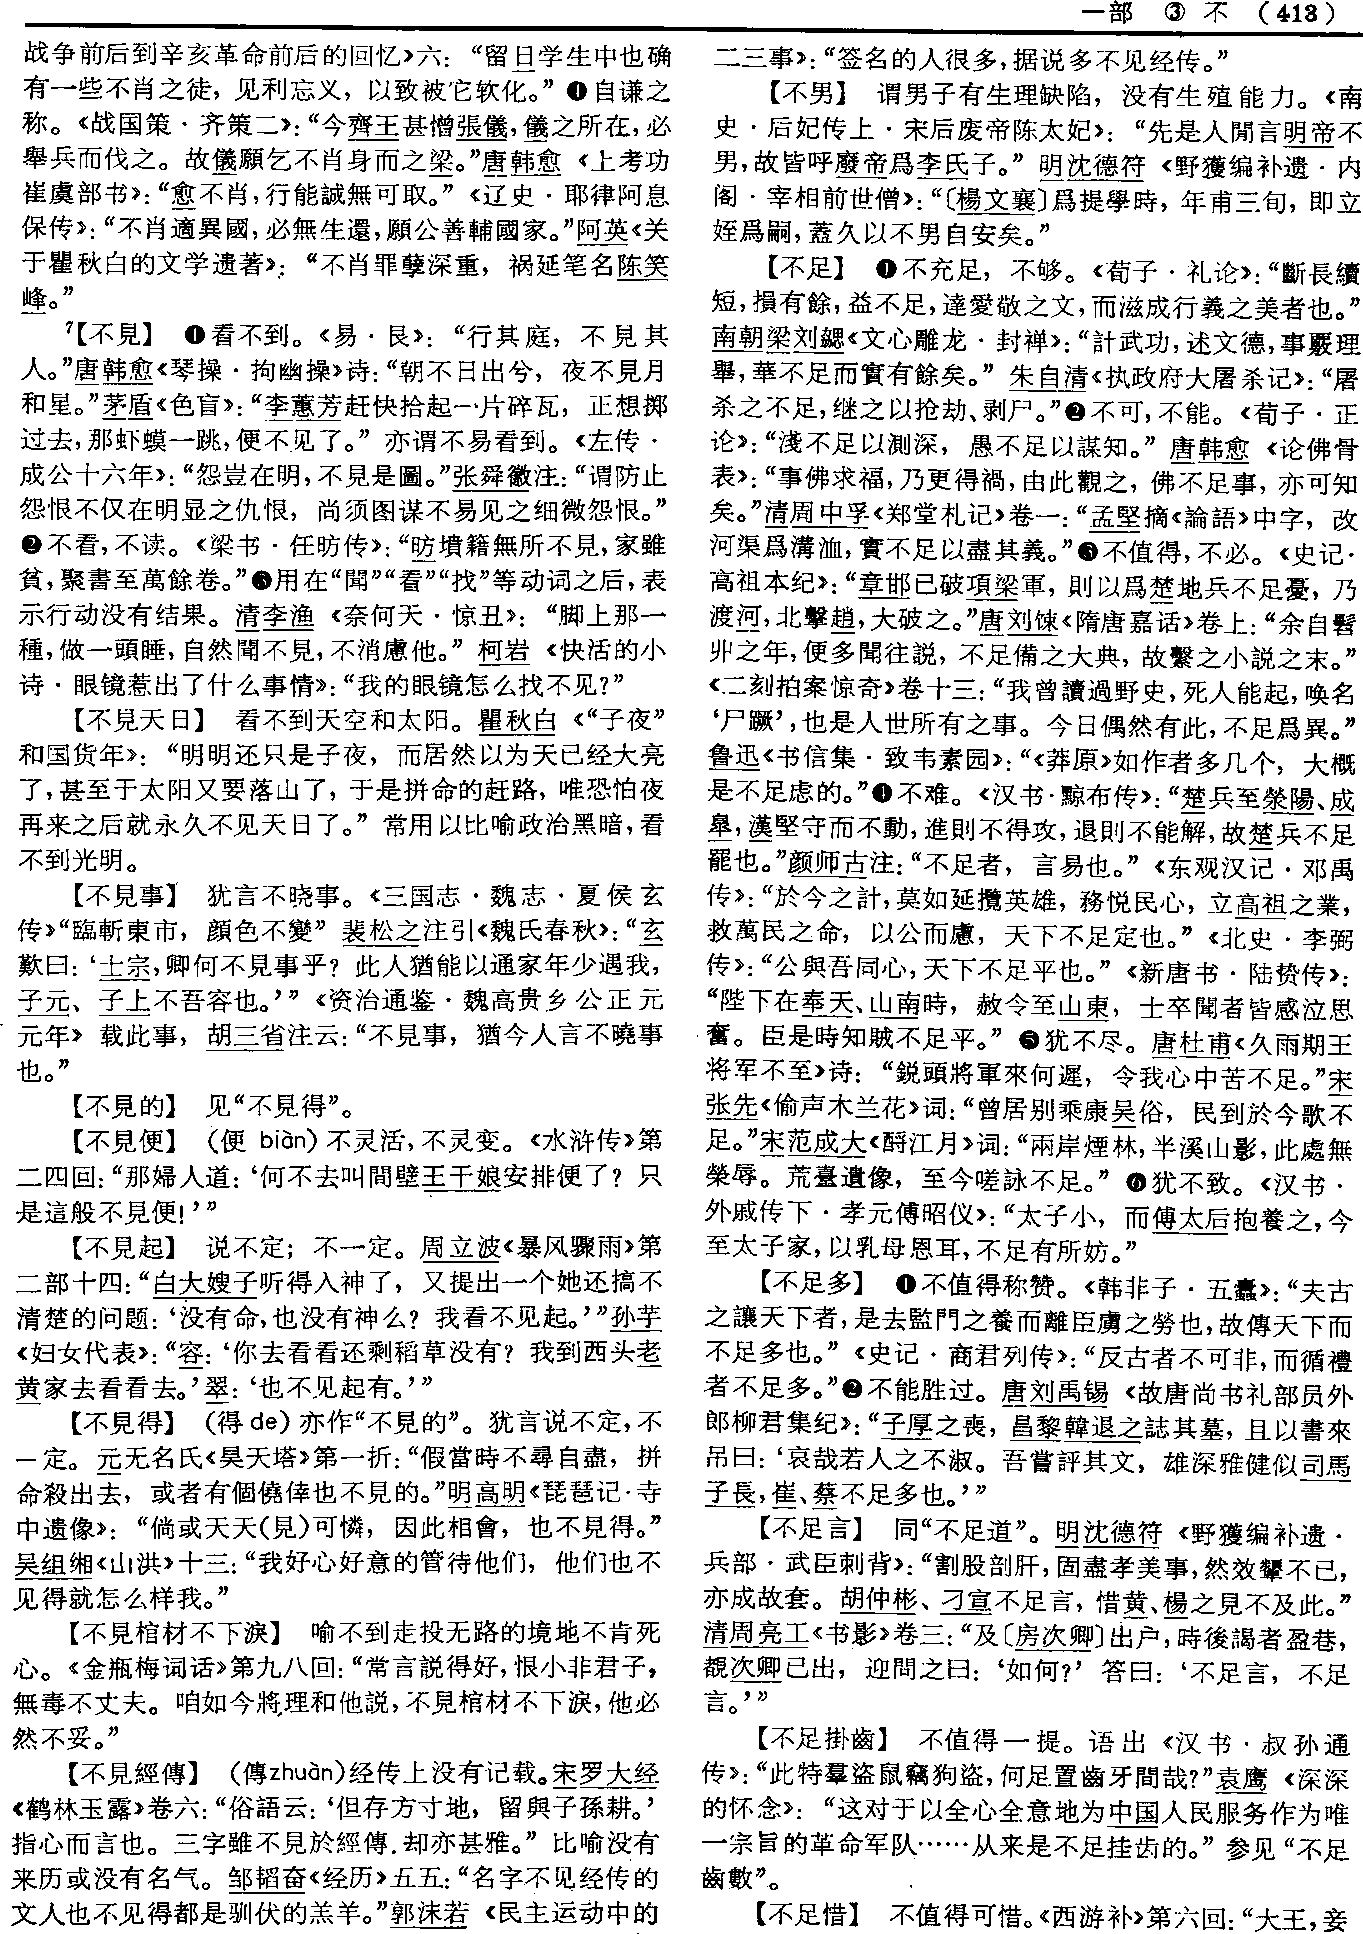 一部 ③ 不 (413)
战争前后到辛亥革命前后的回忆》六：“留日学生中也确
有一些不肖之徒，见利忘义，以致被它软化。”❹自谦之
称。《战国策·齐策二》：“今齊王甚憎張儀，儀之所在，必
舉兵而伐之。故儀願乞不肖身而之梁。”唐韩愈《上考功
崔虞部书》：“愈不肖，行能誠無可取。”《辽史·耶律阿息
保传》：“不肖適異國，必無生還，願公善輔國家。”阿英《关
于瞿秋白的文学遗著》：“不肖罪孽深重，祸延笔名陈笑
峰。”
7【不見】 ❶看不到。《易·艮》：“行其庭，不見其
人。”唐韩愈《琴操·拘幽操》诗：“朝不日出兮，夜不見月
和星。”茅盾《色盲》：“李蕙芳赶快拾起一片碎瓦，正想掷
过去，那虾蟆一跳，便不见了。”亦谓不易看到。《左传·
成公十六年》：“怨豈在明，不見是圖。”张舜徽注：“谓防止
怨恨不仅在明显之仇恨，尚须图谋不易见之细微怨恨。”
❷不看，不读。《梁书·任昉传》：“昉墳籍無所不見，家雖
貧，聚書至萬餘卷。”❸用在“聞”“看”“找”等动词之后，表
示行动没有结果。清李渔《奈何天·惊丑》：“脚上那一
種，做一頭睡，自然聞不見，不消慮他。”柯岩《快活的小
诗·眼镜惹出了什么事情》：“我的眼镜怎么找不见？”
【不見天日】 看不到天空和太阳。瞿秋白《“子夜”
和国货年》：“明明还只是子夜，而居然以为天已经大亮
了，甚至于太阳又要落山了，于是拼命的赶路，唯恐怕夜
再来之后就永久不见天日了。”常用以比喻政治黑暗，看
不到光明。
【不見事】 犹言不晓事。《三国志·魏志·夏侯玄
传》“臨斬東市，顔色不變”裴松之注引《魏氏春秋》：“玄
歎曰：‘士宗，卿何不見事乎？此人猶能以通家年少遇我，
子元、子上不吾容也。’”《资治通鉴·魏高贵乡公正元
元年》载此事，胡三省注云：“不見事，猶今人言不曉事
也。”
【不見的】 见“不見得”。
【不見便】 （便 biàn）不灵活，不灵变。《水浒传》第
二四回：“那婦人道：‘何不去叫間壁王干娘安排便了？只
是這般不見便！’”
【不見起】 说不定；不一定。周立波《暴风骤雨》第
二部十四：“白大嫂子听得入神了，又提出一个她还搞不
清楚的问题：‘没有命，也没有神么？我看不见起。’”孙芋
《妇女代表》：“容：‘你去看看还剩稻草没有？我到西头老
黄家去看看去。’翠：‘也不见起有。’”
【不見得】 （得 de）亦作“不見的”。犹言说不定，不
一定。元无名氏《昊天塔》第一折：“假當時不尋自盡，拼
命殺出去，或者有個僥倖也不見的。”明高明《琵琶记·寺
中遗像》：“倘或天天(見)可憐，因此相會，也不見得。”
吴组缃《山洪》十三：“我好心好意的管待他们，他们也不
见得就怎么样我。”
【不見棺材不下淚】 喻不到走投无路的境地不肯死
心。《金瓶梅词话》第九八回：“常言説得好，恨小非君子，
無毒不丈夫。咱如今將理和他説，不見棺材不下淚，他必
然不妥。”
【不見經傳】 （傳zhuàn）经传上没有记载。宋罗大经
《鹤林玉露》卷六：“俗語云：‘但存方寸地，留與子孫耕。’
指心而言也。三字雖不見於經傳，却亦甚雅。”比喻没有
来历或没有名气。邹韬奋《经历》五五：“名字不见经传的
文人也不见得都是驯伏的羔羊。”郭沫若《民主运动中的
二三事》：“签名的人很多，据说多不见经传。”
【不男】 谓男子有生理缺陷，没有生殖能力。《南
史·后妃传上·宋后废帝陈太妃》：“先是人間言明帝不
男，故皆呼廢帝爲李氏子。”明沈德符《野獲编补遗·内
阁·宰相前世僧》：“〔楊文襄〕爲提學時，年甫三旬，即立
姪爲嗣，蓋久以不男自安矣。”
【不足】 ❶不充足，不够。《荀子·礼论》：“斷長續
短，損有餘，益不足，達愛敬之文，而滋成行義之美者也。”
南朝梁刘勰《文心雕龙·封禅》：“計武功，述文德，事覈理
舉，華不足而實有餘矣。”朱自清《执政府大屠杀记》：“屠
杀之不足，继之以抢劫、剥尸。”❷不可，不能。《荀子·正
论》：“淺不足以測深，愚不足以謀知。”唐韩愈《论佛骨
表》：“事佛求福，乃更得禍，由此觀之，佛不足事，亦可知
矣。”清周中孚《郑堂札记》卷一：“孟堅摘《論語》中字，改
河渠爲溝洫，實不足以盡其義。”❸不值得，不必。《史记·
高祖本纪》：“章邯已破項梁軍，則以爲楚地兵不足憂，乃
渡河，北擊趙，大破之。”唐刘餗《隋唐嘉话》卷上：“余自髫
丱之年，便多聞往説，不足備之大典，故繫之小説之末。”
《二刻拍案惊奇》卷十三：“我曾讀過野史，死人能起，唤名
‘尸蹶’，也是人世所有之事。今日偶然有此，不足爲異。”
鲁迅《书信集·致韦素园》：“《莽原》如作者多几个，大概
是不足虑的。”❹不难。《汉书·黥布传》：“楚兵至滎陽、成
皋，漢堅守而不動，進則不得攻，退則不能解，故楚兵不足
罷也。”颜师古注：“不足者，言易也。”《东观汉记·邓禹
传》：“於今之計，莫如延攬英雄，務悦民心，立高祖之業，
救萬民之命，以公而慮，天下不足定也。”《北史·李弼
传》：“公與吾同心，天下不足平也。”《新唐书·陆贽传》：
“陛下在奉天、山南時，赦令至山東，士卒聞者皆感泣思
奮。臣是時知賊不足平。”❺犹不尽。唐杜甫《久雨期王
将军不至》诗：“鋭頭將軍來何遲，令我心中苦不足。”宋
张先《偷声木兰花》词：“曾居别乘康吴俗，民到於今歌不
足。”宋范成大《酹江月》词：“兩岸煙林，半溪山影，此處無
榮辱。荒臺遺像，至今嗟詠不足。”❻犹不致。《汉书·
外戚传下·孝元傅昭仪》：“太子小，而傅太后抱養之，今
至太子家，以乳母恩耳，不足有所妨。”
【不足多】 ❶不值得称赞。《韩非子·五蠹》：“夫古
之讓天下者，是去監門之養而離臣虜之勞也，故傳天下而
不足多也。”《史记·商君列传》：“反古者不可非，而循禮
者不足多。”❷不能胜过。唐刘禹锡《故唐尚书礼部员外
郎柳君集纪》：“子厚之喪，昌黎韓退之誌其墓，且以書來
吊曰：‘哀哉若人之不淑。吾嘗評其文，雄深雅健似司馬
子長，崔、蔡不足多也。’”
【不足言】 同“不足道”。明沈德符《野獲编补遗·
兵部·武臣刺背》：“割股剖肝，固盡孝美事，然效颦不已，
亦成故套。胡仲彬、刁宣不足言，惜黄、楊之見不及此。”
清周亮工《书影》卷三：“及〔房次卿〕出户，時後謁者盈巷，
覩次卿已出，迎問之曰：‘如何？’答曰：‘不足言，不足
言。’”
【不足掛齒】 不值得一提。语出《汉书·叔孙通
传》：“此特羣盗鼠竊狗盗，何足置齒牙間哉？”袁鹰《深深
的怀念》：“这对于以全心全意地为中国人民服务作为唯
一宗旨的革命军队……从来是不足挂齿的。”参见“不足
齒數”。
【不足惜】 不值得可惜。《西游补》第六回：“大王，妾